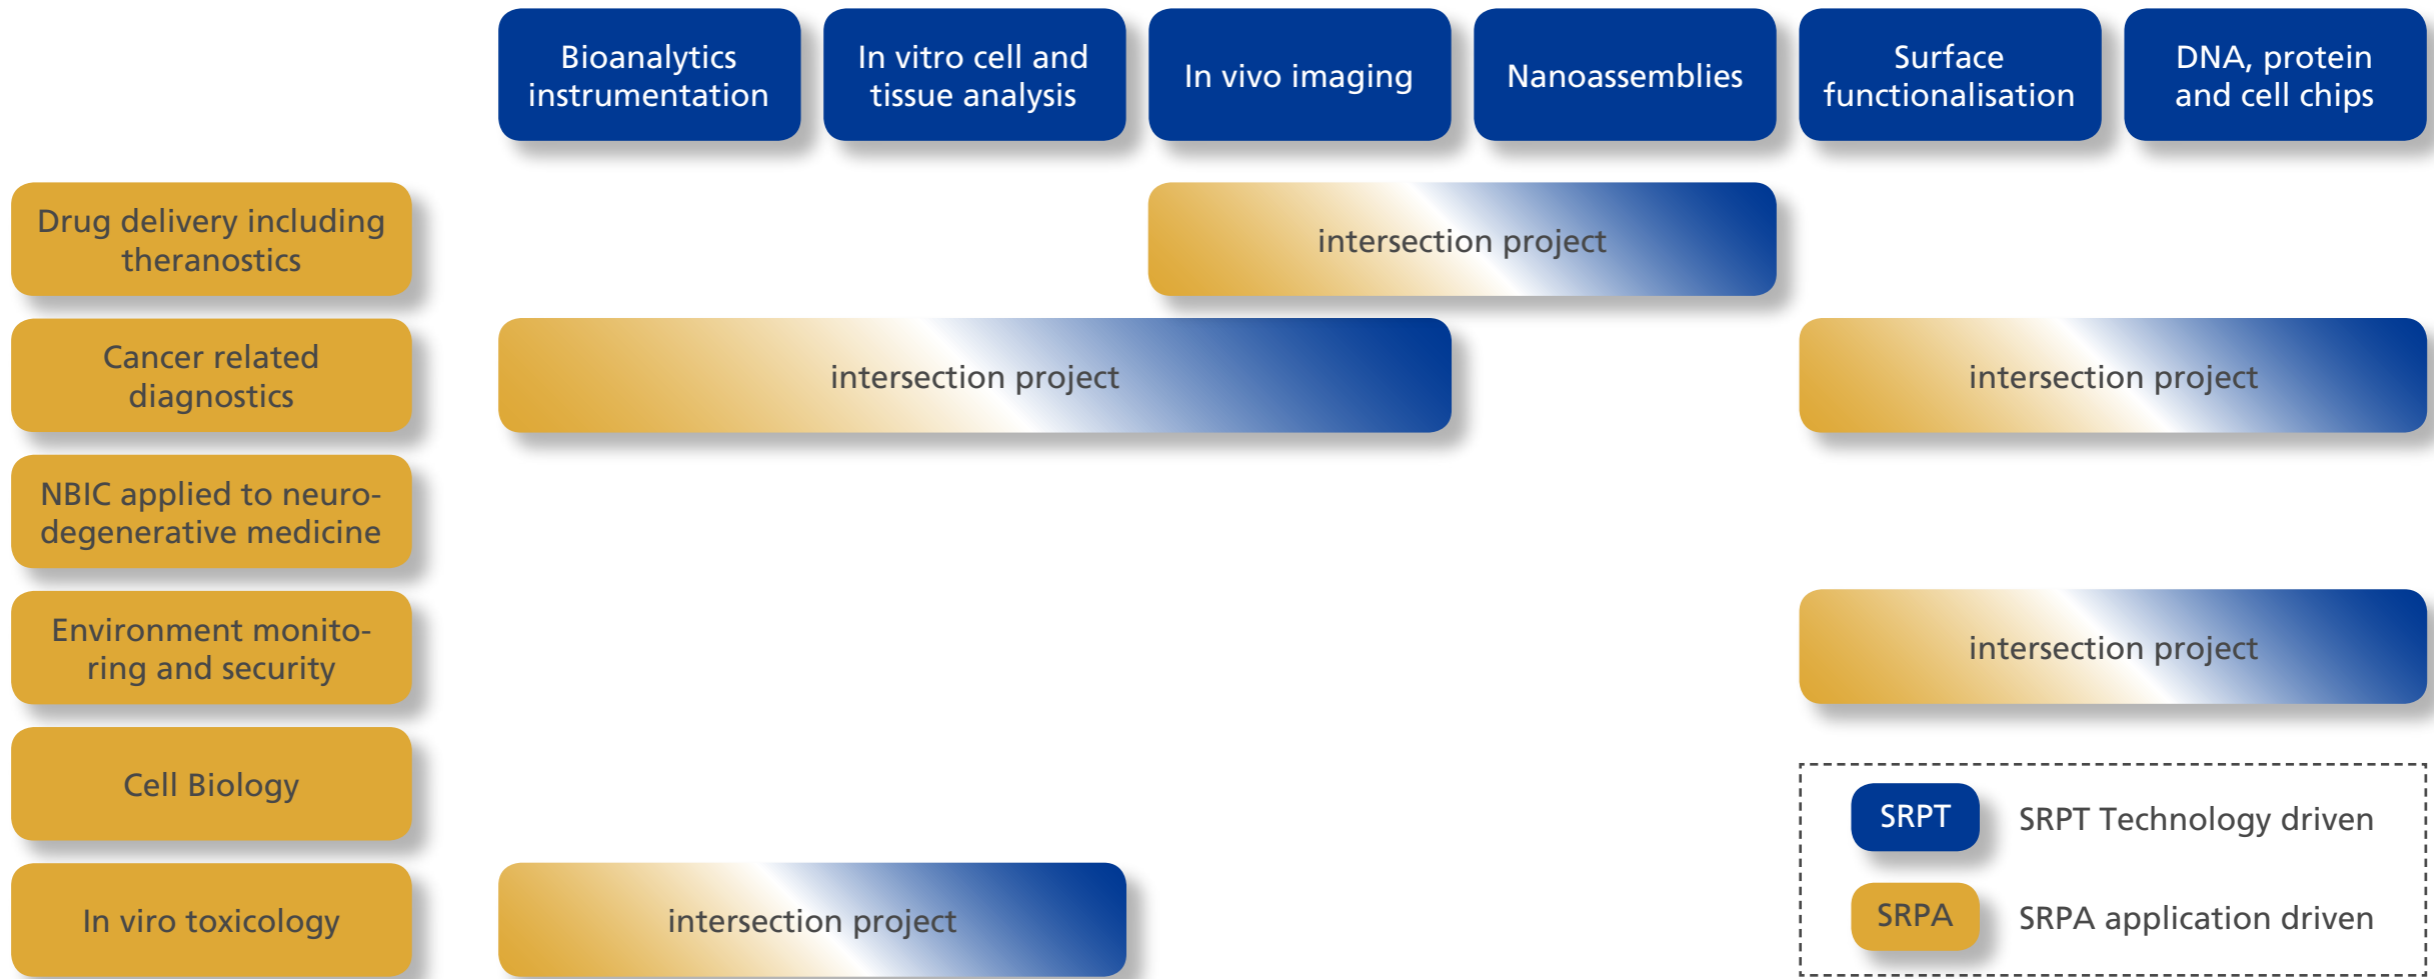 Bioanalytics
instrumentation
In vitro cell and
tissue analysis
In vivo imaging
Nanoassemblies
Surface
functionalisation
DNA, protein
and cell chips
Drug delivery including
theranostics
intersection project
Cancer related
diagnostics
intersection project
intersection project
NBIC applied to neuro-
degenerative medicine
Environment monito-
ring and security
intersection project
Cell Biology
SRPT
SRPT Technology driven
SRPA
SRPA application driven
In viro toxicology
intersection project